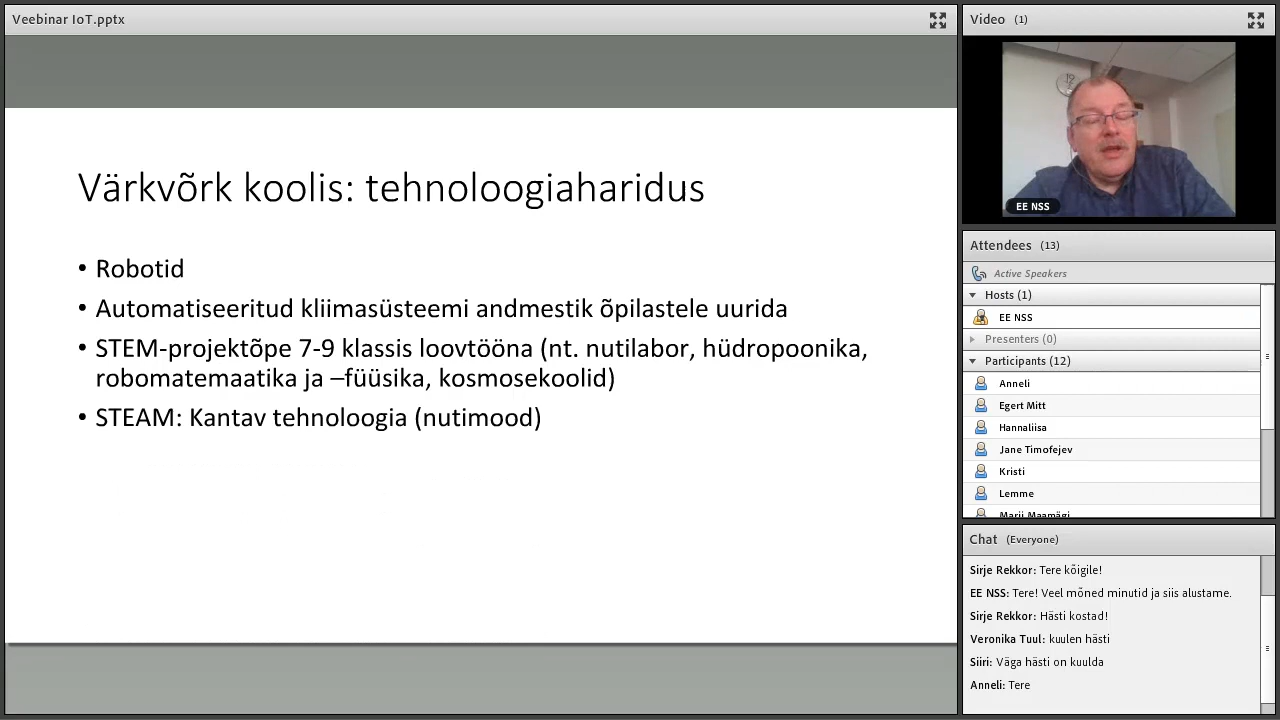 Veebinar IoT.pptx
Värkvõrk koolis: tehnoloogiaharidus
• Robotid
• Automatiseeritud kliimasüsteemi andmestik õpilastele uurida
• STEM-projektõpe 7-9 klassis loovtööna (nt. nutilabor, hüdropoonika,
robomatemaatika ja –füüsika, kosmosekoolid)
• STEAM: Kantav tehnoloogia (nutimood)
Video (1)
EE NSS
Attendees (13)
Active Speakers
Hosts (1)
EE NSS
Presenters (0)
Participants (12)
Anneli
Egert Mitt
Hannaliisa
Jane Timofejev
Kristi
Lemme
Marii Maamägi
Chat (Everyone)
Sirje Rekkor: Tere kõigile!
EE NSS: Tere! Veel mõned minutid ja siis alustame.
Sirje Rekkor: Hästi kostad!
Veronika Tuul: kuulen hästi
Siiri: Väga hästi on kuulda
Anneli: Tere